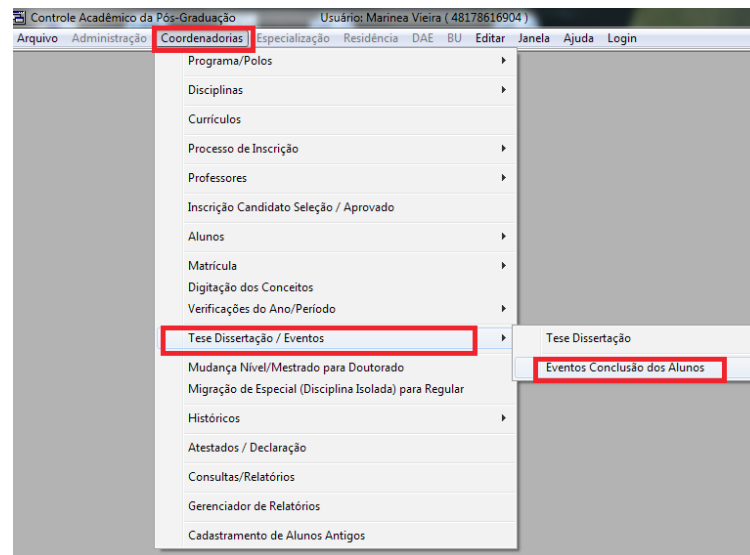 Controle Acadêmico da Pós-Graduação Usuário: Marinea Vieira ( 48178616904 )
Arquivo Administração Coordenadorias Especialização Residência DAE BU Editar Janela Ajuda Login
Programa/Polos
Disciplinas
Currículos
Processo de Inscrição
Professores
Inscrição Candidato Seleção / Aprovado
Alunos
Matrícula
Digitação dos Conceitos
Verificações do Ano/Período
Tese Dissertação / Eventos
Tese Dissertação
Mudança Nível/Mestrado para Doutorado
Eventos Conclusão dos Alunos
Migração de Especial (Disciplina Isolada) para Regular
Históricos
Atestados / Declaração
Consultas/Relatórios
Gerenciador de Relatórios
Cadastramento de Alunos Antigos